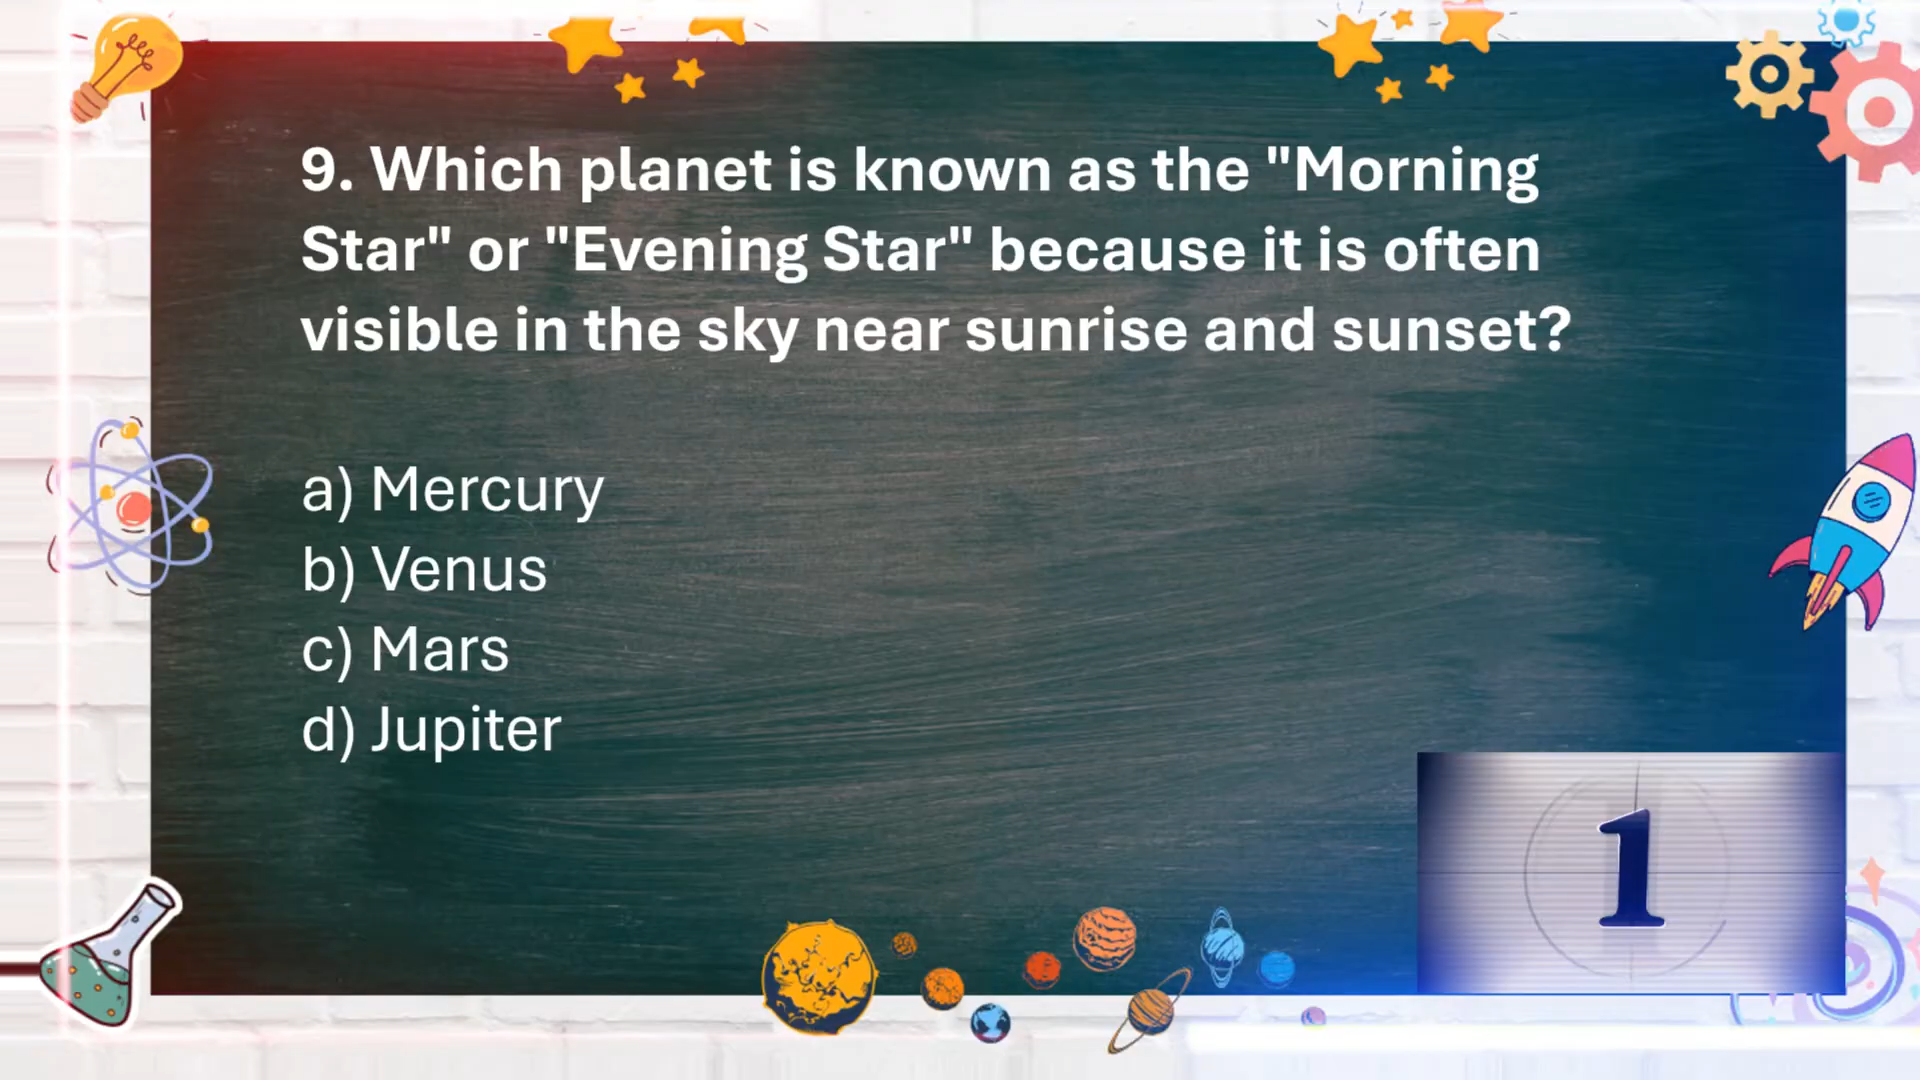 9. Which planet is known as the "Morning
Star" or "Evening Star" because it is often
visible in the sky near sunrise and sunset?
a) Mercury
b) Venus
c) Mars
d) Jupiter
1